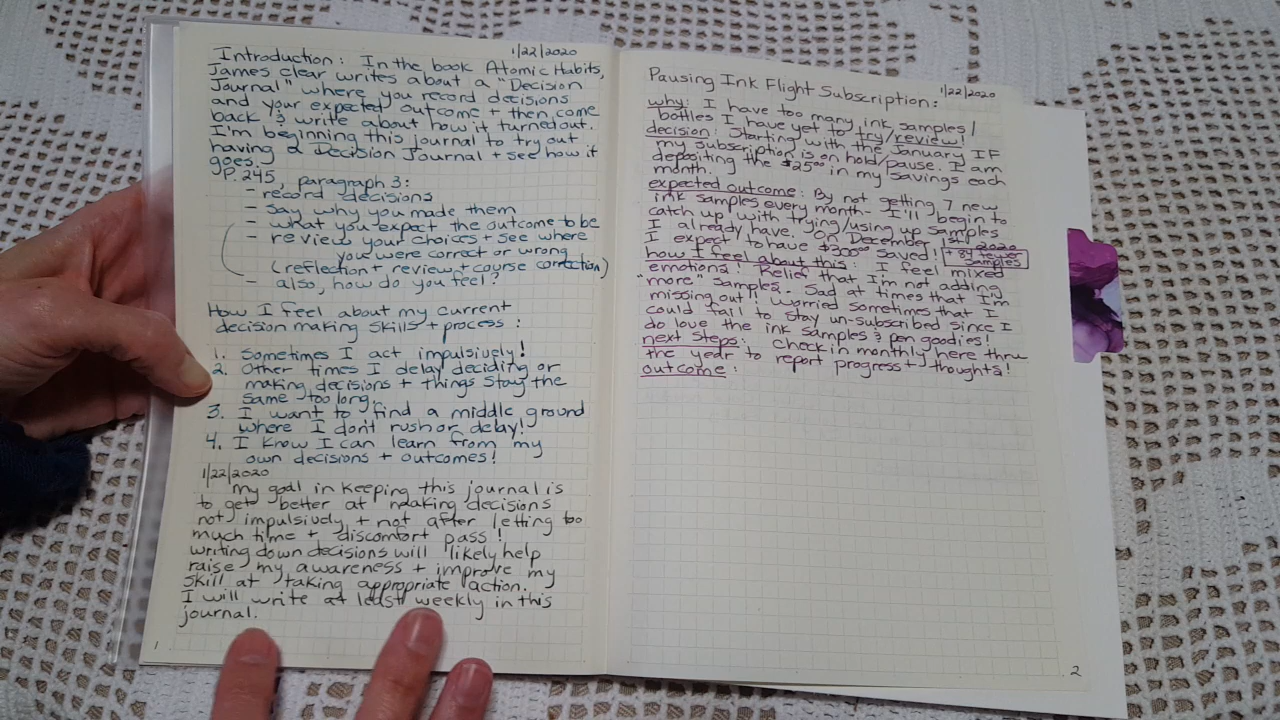 1/22/2020
Introduction: In the book Atomic Habits,
James Clear writes about a "Decision
Journal" where you record decisions
and your expected outcome + then come
back & write about how it turned out.
I'm beginning this journal to try out
having a Decision Journal + see how it
goes.
P. 245, paragraph 3:
- record decisions
- say why you made them
- what you expect the outcome to be
- review your choices + see where
you were correct or wrong
(reflection + review + course correction)
- also, how do you feel?
How I feel about my current
decision making skills + process:
1. Sometimes I act impulsively!
2. Other times I delay deciding or
making decisions + things stay the
same too long.
3. I want to find a middle ground
where I don't rush or delay!
4. I know I can learn from my
own decisions + outcomes!
1/22/2020
my goal in keeping this journal is
to get better at making decisions
not impulsively + not after letting too
much time + discomfort pass!
writing down decisions will likely help
raise my awareness + improve my
skill at taking appropriate action.
I will write at least weekly in this
journal.
1
Pausing Ink Flight Subscription:
1/22/2020
why: I have too many ink samples/
bottles I have yet to try/review!
decision: Starting with the January IF
my subscription is on hold/pause. I am
depositing the $25⁰⁰ in my savings each
month.
expected outcome: By not getting 7 new
ink samples every month - I'll begin to
catch up with trying/using up samples
I already have. On December 1st, 2020
I expect to have $300⁰⁰ saved! + 84 fewer samples
how I feel about this: I feel mixed
emotions! Relief that I'm not adding
"more" samples - Sad at times that I'm
missing out! Worried sometimes that I
could fail to stay un-subscribed since I
do love the ink samples & pen goodies!
next steps: Check in monthly here thru
the year to report progress + thoughts!
outcome:
2